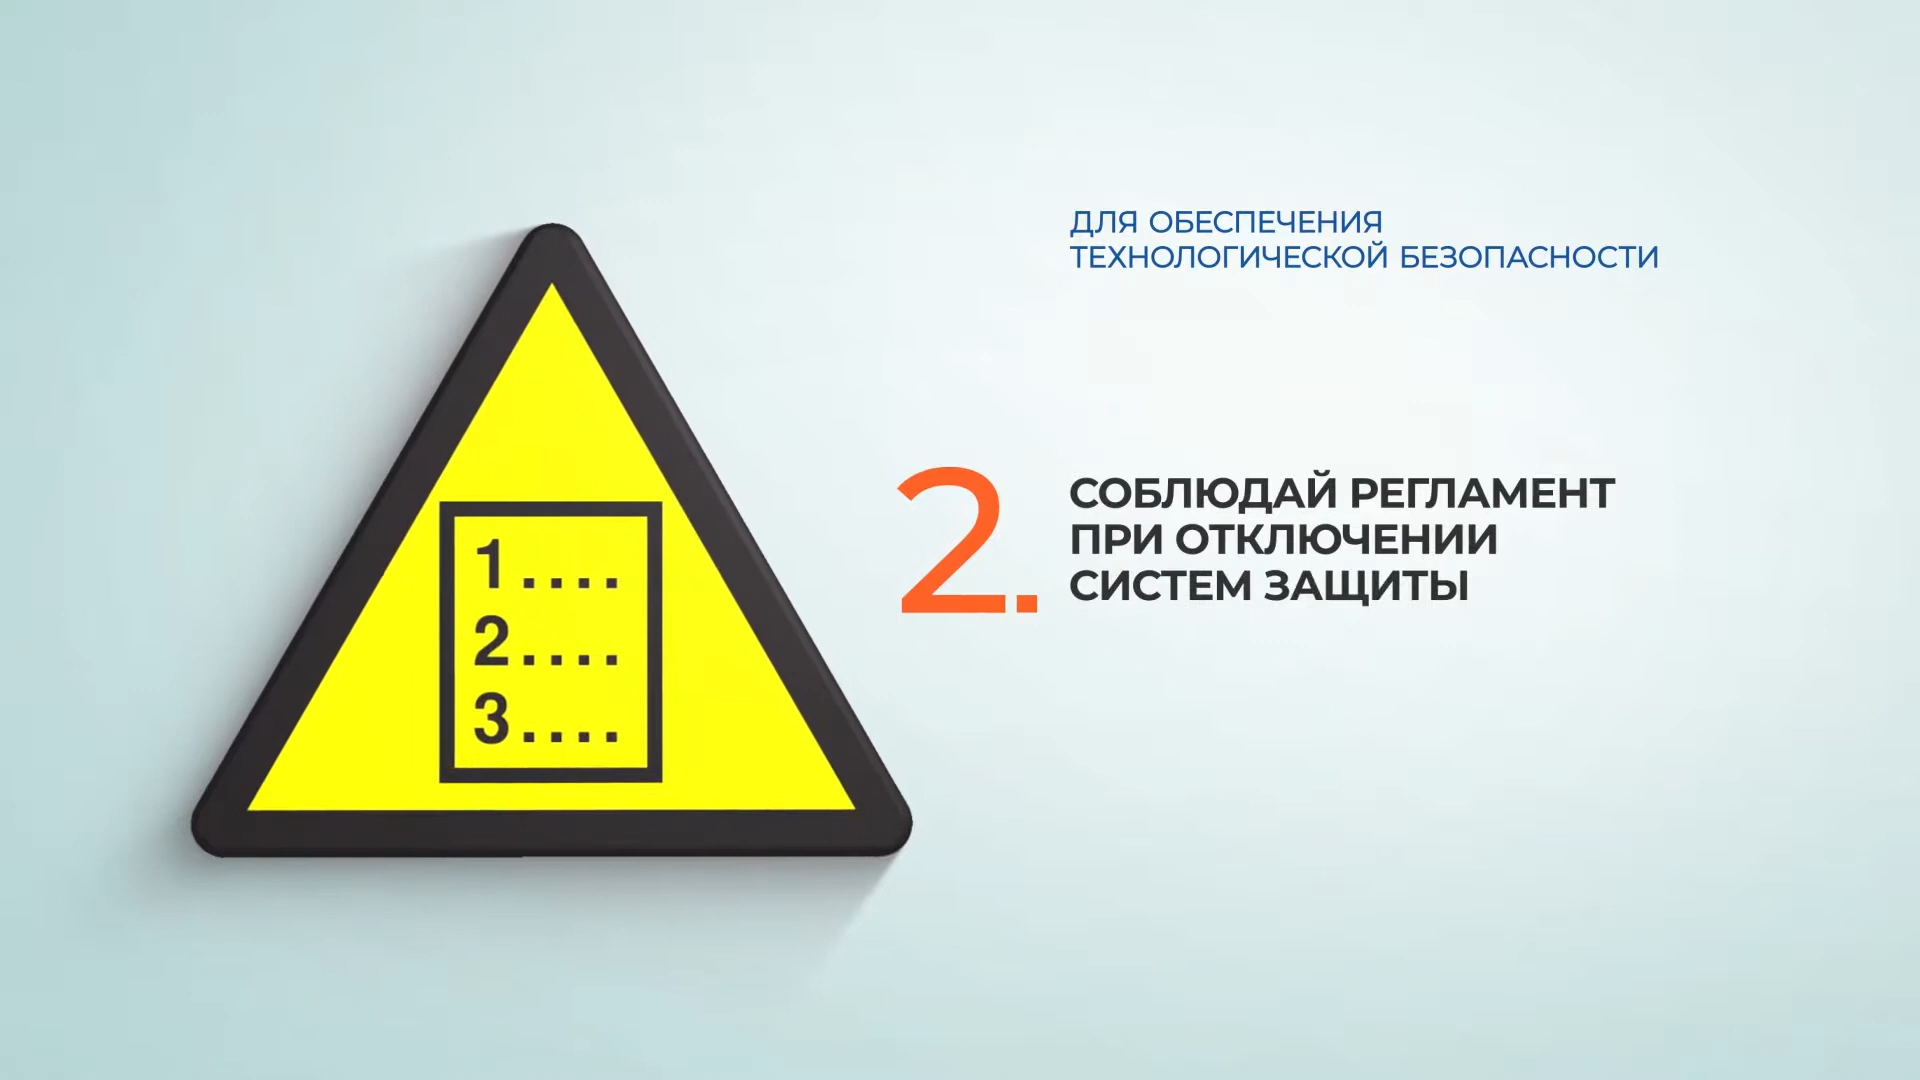 ДЛЯ ОБЕСПЕЧЕНИЯ
ТЕХНОЛОГИЧЕСКОЙ БЕЗОПАСНОСТИ
1....
2....
3....
2.
СОБЛЮДАЙ РЕГЛАМЕНТ
ПРИ ОТКЛЮЧЕНИИ
СИСТЕМ ЗАЩИТЫ